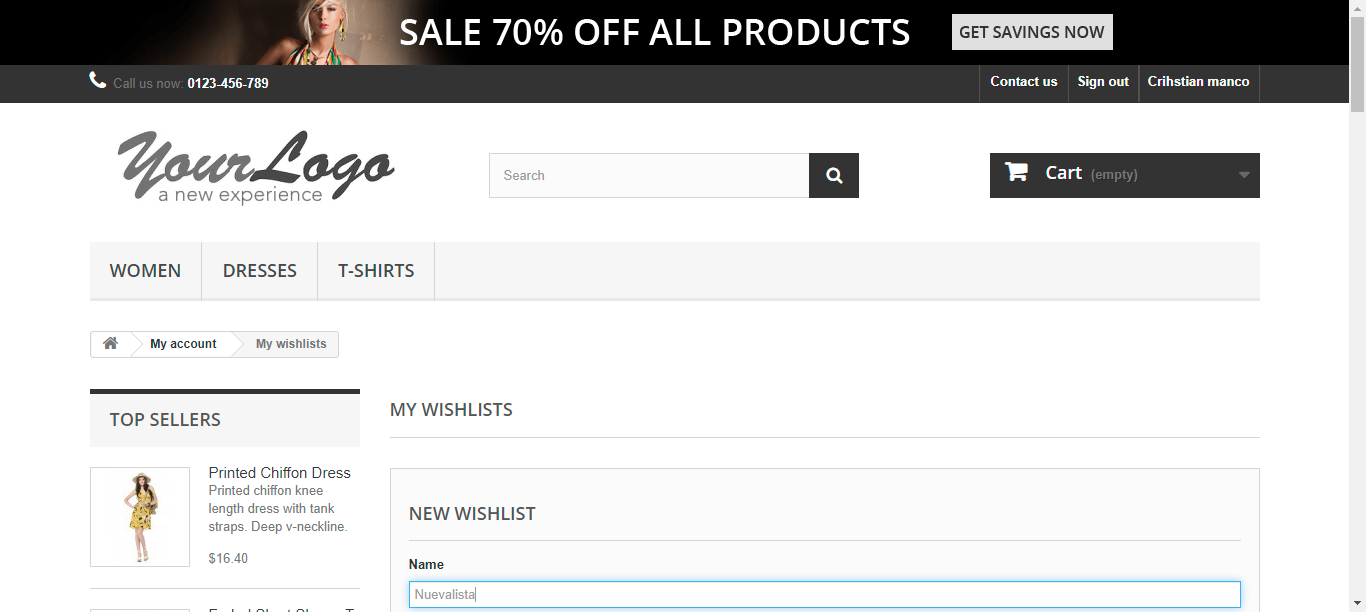 SALE 70% OFF ALL PRODUCTS
GET SAVINGS NOW
Call us now: 0123-456-789
Contact us
Sign out
Crihstian manco
Your Logo
a new experience
Search
Cart (empty)
WOMEN
DRESSES
T-SHIRTS
My account
My wishlists
TOP SELLERS
Printed Chiffon Dress
Printed chiffon knee
length dress with tank
straps. Deep v-neckline.
$16.40
MY WISHLISTS
NEW WISHLIST
Name
Nuevalista